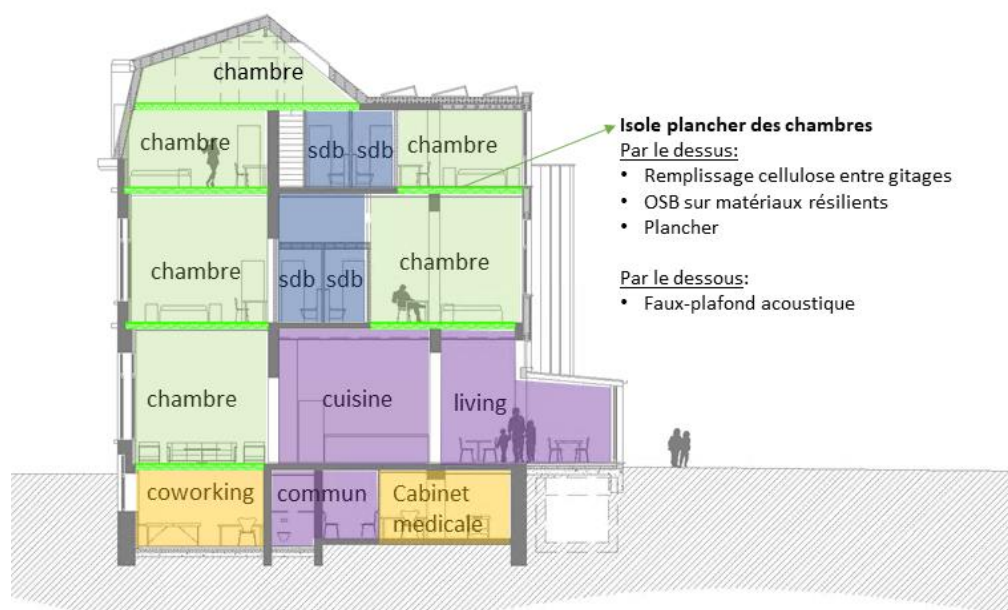 chambre
chambre
sdb
sdb
chambre
Isole plancher des chambres
Par le dessus:
• Remplissage cellulose entre gitages
• OSB sur matériaux résilients
• Plancher
Par le dessous:
• Faux-plafond acoustique
chambre
sdb
sdb
chambre
chambre
cuisine
living
coworking
commun
Cabinet
medicale